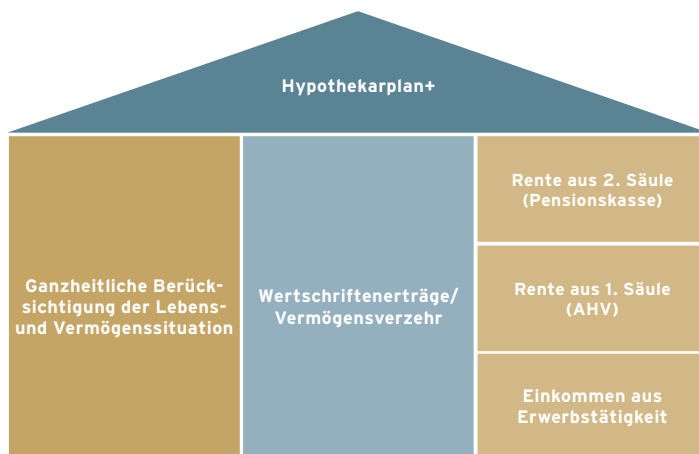 Hypothekarplan+
Ganzheitliche Berück-
sichtigung der Lebens-
und Vermögenssituation
Wertschriftenerträge/
Vermögensverzehr
Rente aus 2. Säule
(Pensionskasse)
Rente aus 1. Säule
(AHV)
Einkommen aus
Erwerbstätigkeit